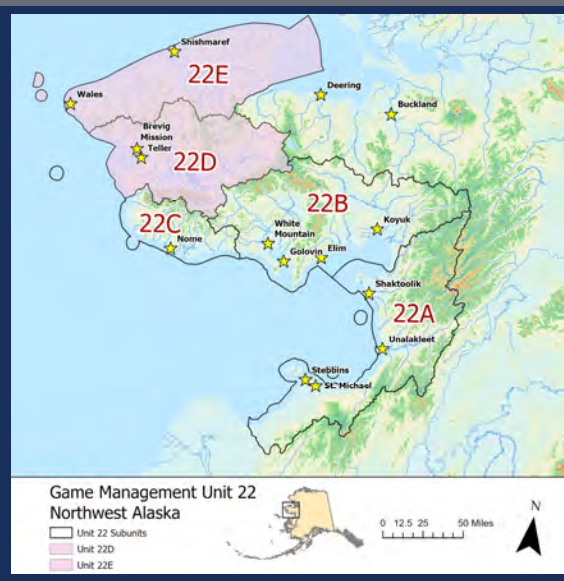 Shishmaref
22E
Deering
Wales
Buckland
Brevig
Mission
Teller
22D
22B
22C
White
Mountain
Koyuk
Nome
Golovin
Elim
Shaktoolik
22A
Unalakleet
Stebbins
St. Michael
Game Management Unit 22
Northwest Alaska
Unit 22 Subunits
Unit 22D
Unit 22E
0 12.5 25 50 Miles
N